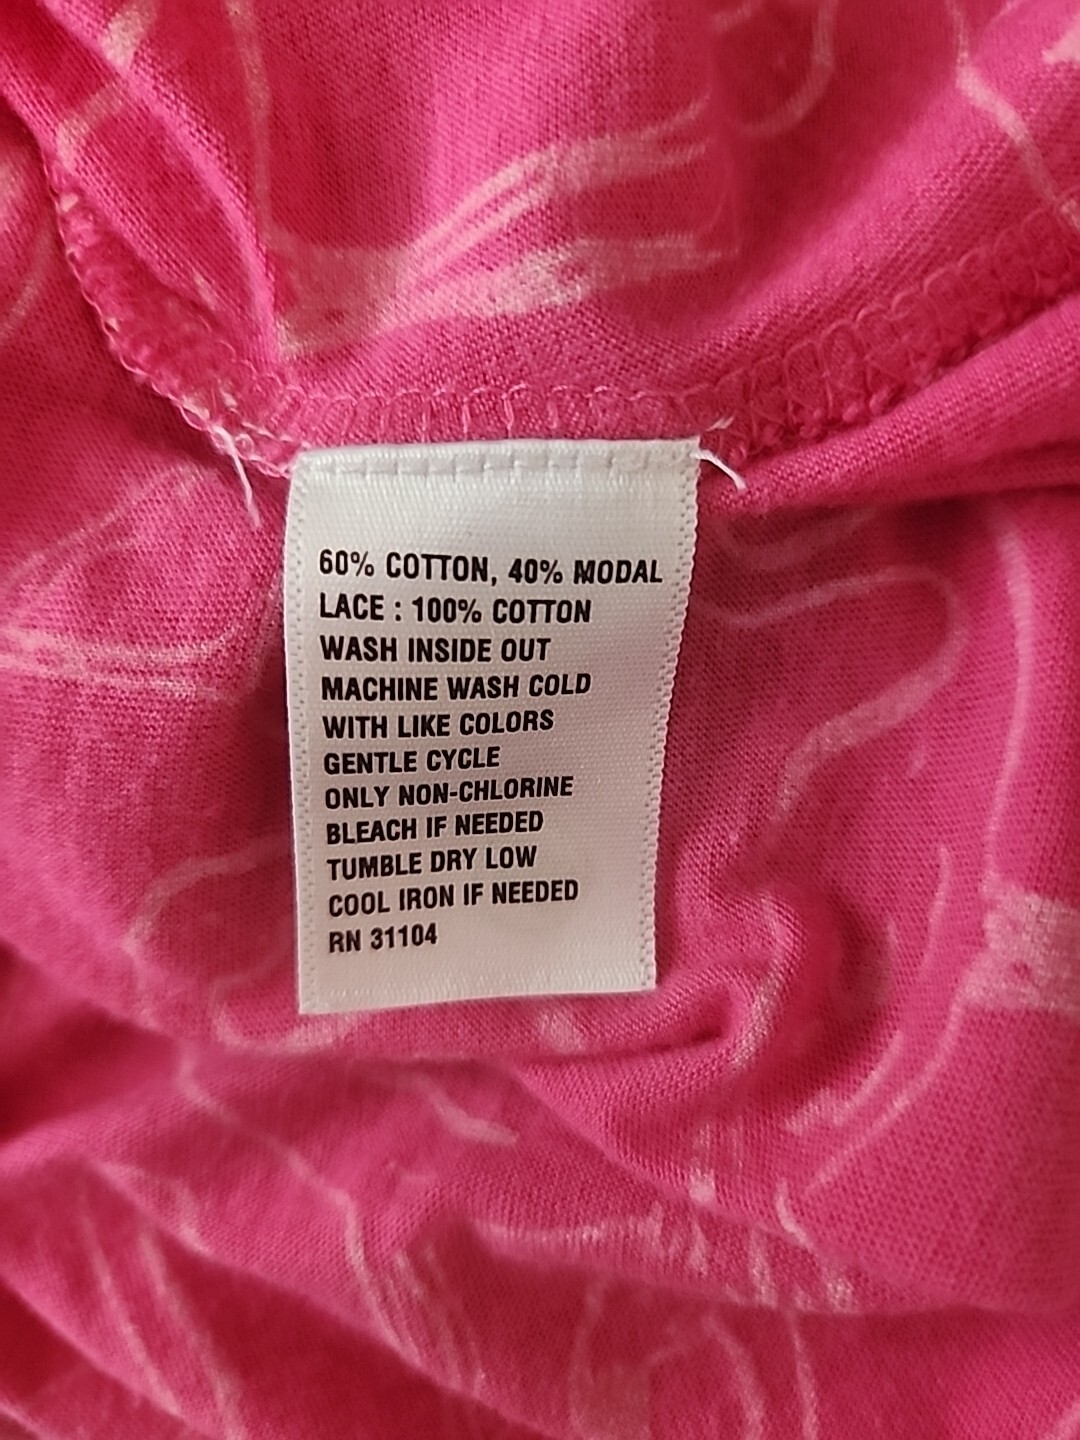 60% COTTON, 40% MODAL
LACE : 100% COTTON
WASH INSIDE OUT
MACHINE WASH COLD
WITH LIKE COLORS
GENTLE CYCLE
ONLY NON-CHLORINE
BLEACH IF NEEDED
TUMBLE DRY LOW
COOL IRON IF NEEDED
RN 31104